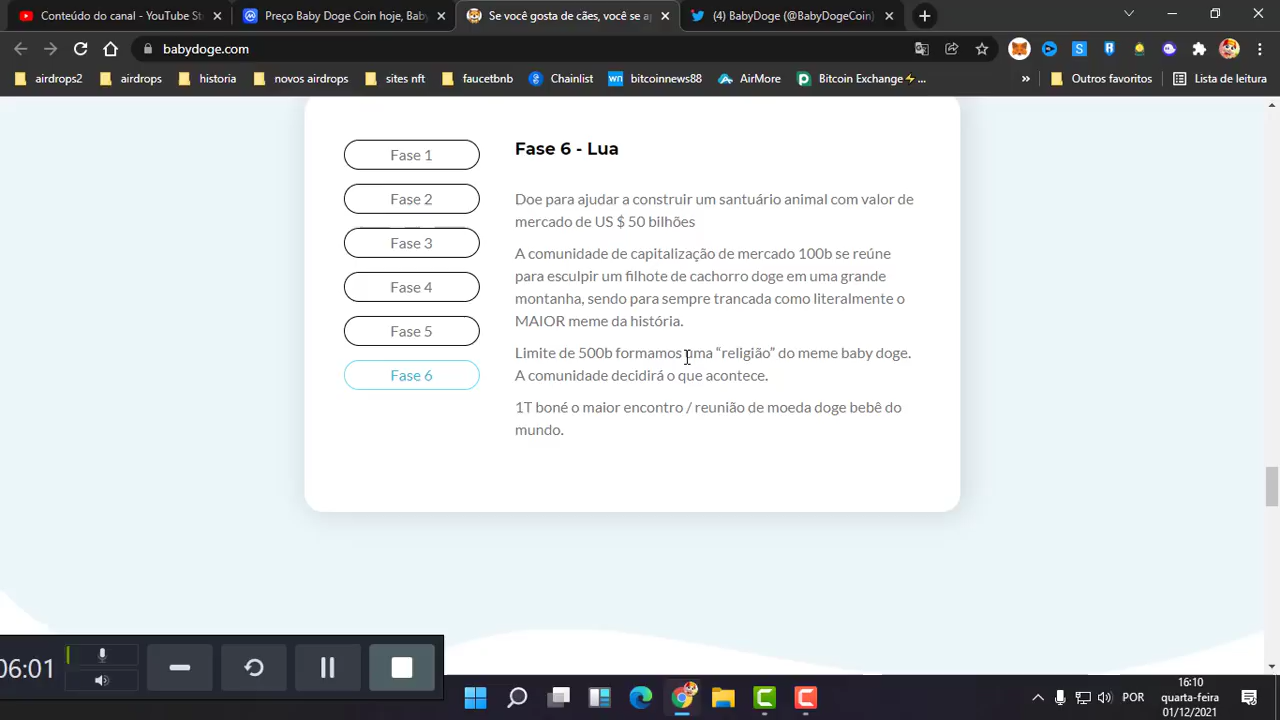 Conteúdo do canal - YouTube St
Preço Baby Doge Coin hoje, Baby
Se você gosta de cães, você se a
(4) BabyDoge (@BabyDogeCoin)
babydoge.com
airdrops2
airdrops
historia
novos airdrops
sites nft
faucetbnb
Chainlist
wn bitcoinnews88
AirMore
Bitcoin Exchange⚡...
»
Outros favoritos
Lista de leitura
Fase 1
Fase 2
Fase 3
Fase 4
Fase 5
Fase 6
Fase 6 - Lua
Doe para ajudar a construir um santuário animal com valor de
mercado de US $ 50 bilhões
A comunidade de capitalização de mercado 100b se reúne
para esculpir um filhote de cachorro doge em uma grande
montanha, sendo para sempre trancada como literalmente o
MAIOR meme da história.
Limite de 500b formamos uma “religião” do meme baby doge.
A comunidade decidirá o que acontece.
1T boné o maior encontro / reunião de moeda doge bebê do
mundo.
06:01
POR
16:10
quarta-feira
01/12/2021